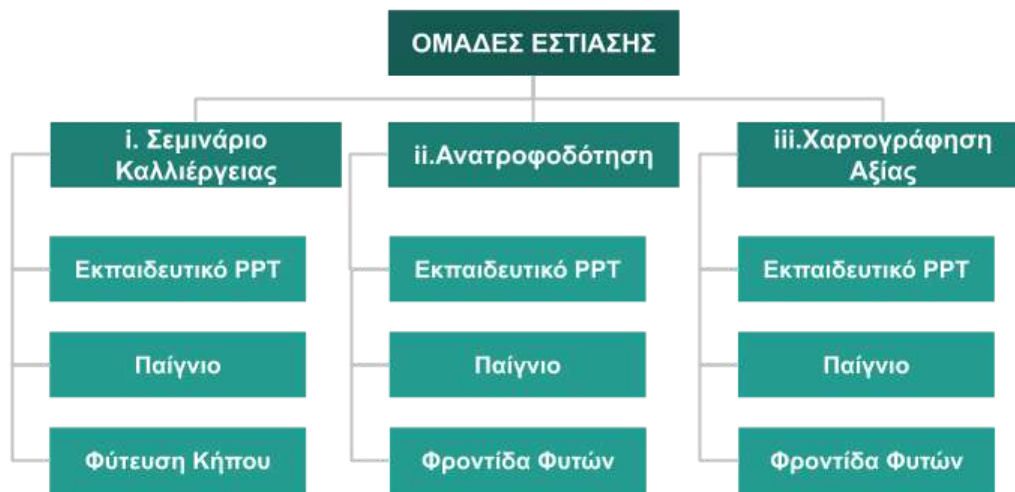 ΟΜΑΔΕΣ ΕΣΤΙΑΣΗΣ
i. Σεμινάριο
Καλλιέργειας
Εκπαιδευτικό PPT
Παίγνιο
Φύτευση Κήπου
ii.Ανατροφοδότηση
Εκπαιδευτικό PPT
Παίγνιο
Φροντίδα Φυτών
iii.Χαρτογράφηση
Αξίας
Εκπαιδευτικό PPT
Παίγνιο
Φροντίδα Φυτών